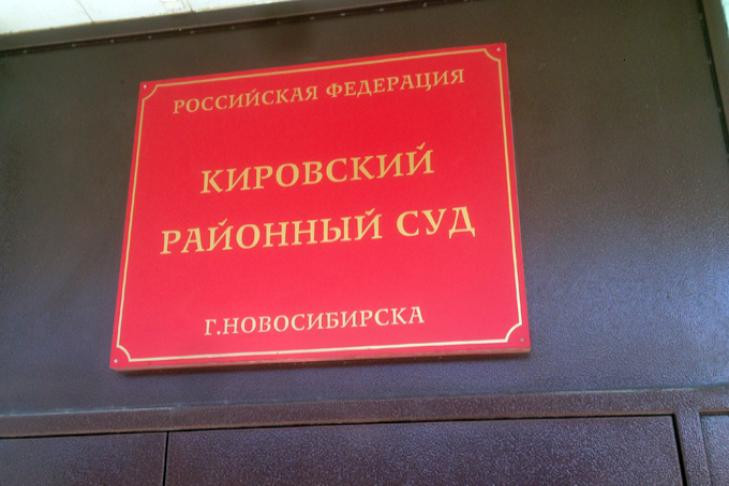 РОССИЙСКАЯ ФЕДЕРАЦИЯ
КИРОВСКИЙ
РАЙОННЫЙ СУД
Г.НОВОСИБИРСКА